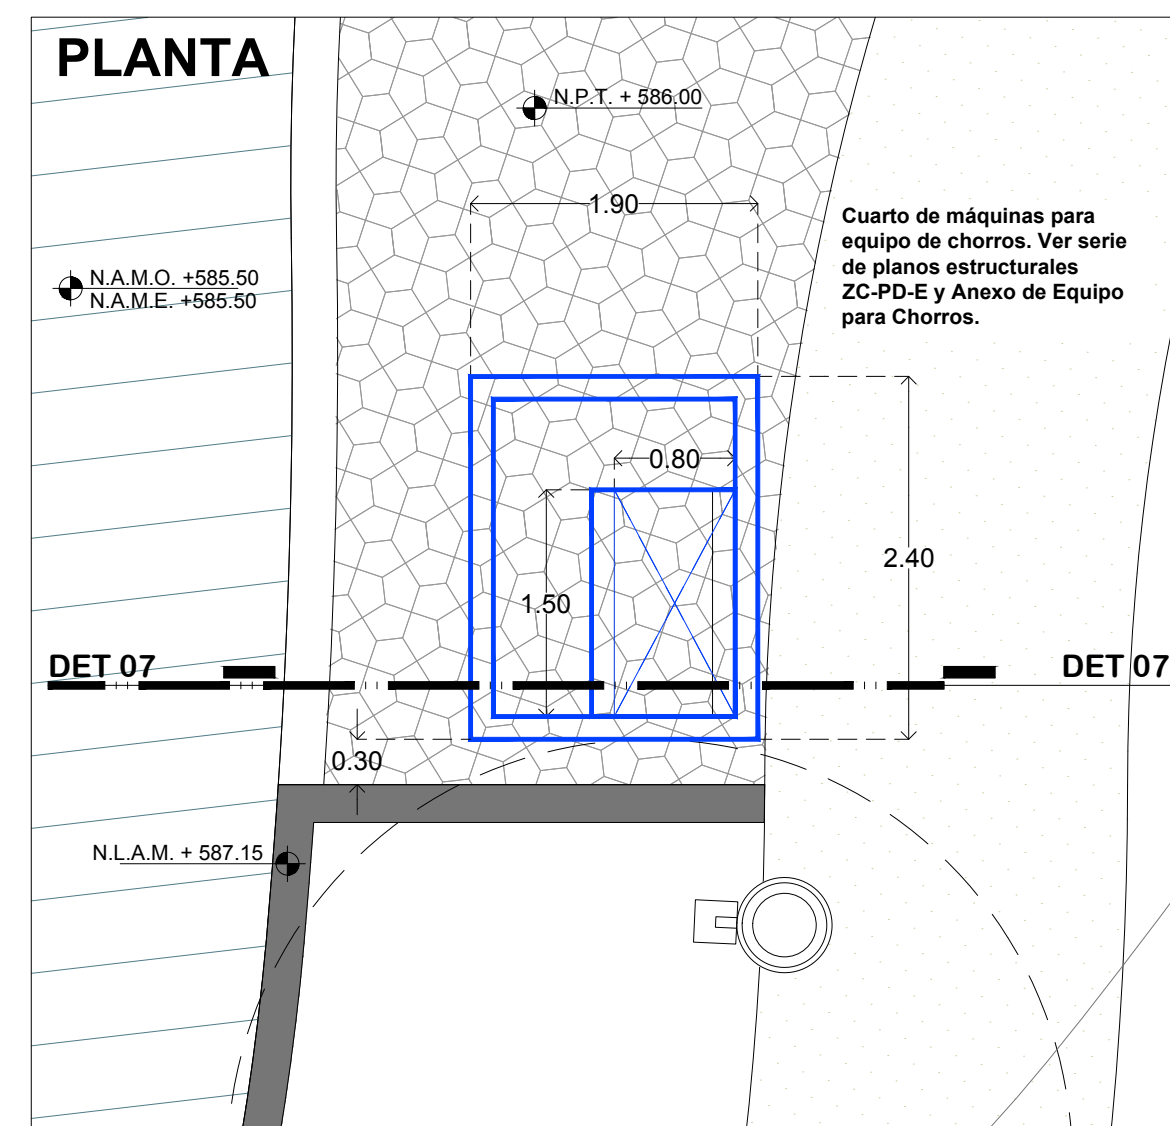 PLANTA
N.P.T. + 586.00
1.90
Cuarto de máquinas para
equipo de chorros. Ver serie
de planos estructurales
ZC-PD-E y Anexo de Equipo
para Chorros.
N.A.M.O. +585.50
N.A.M.E. +585.50
0.80
2.40
1.50
DET 07
DET 07
0.30
N.L.A.M. + 587.15